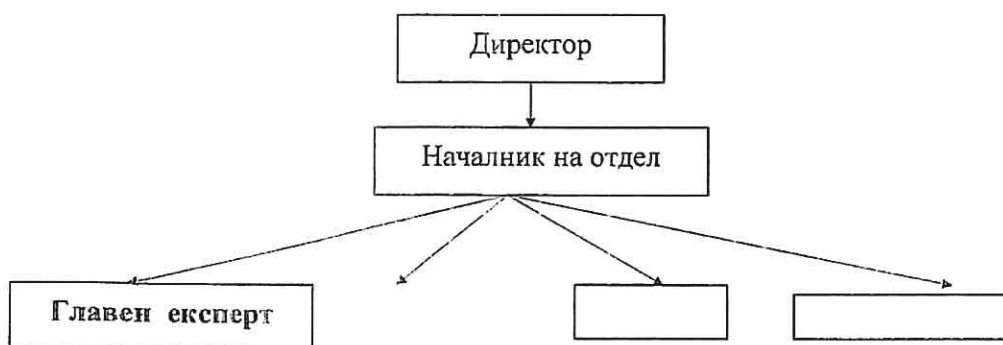 Директор
Началник на отдел
Главен експерт